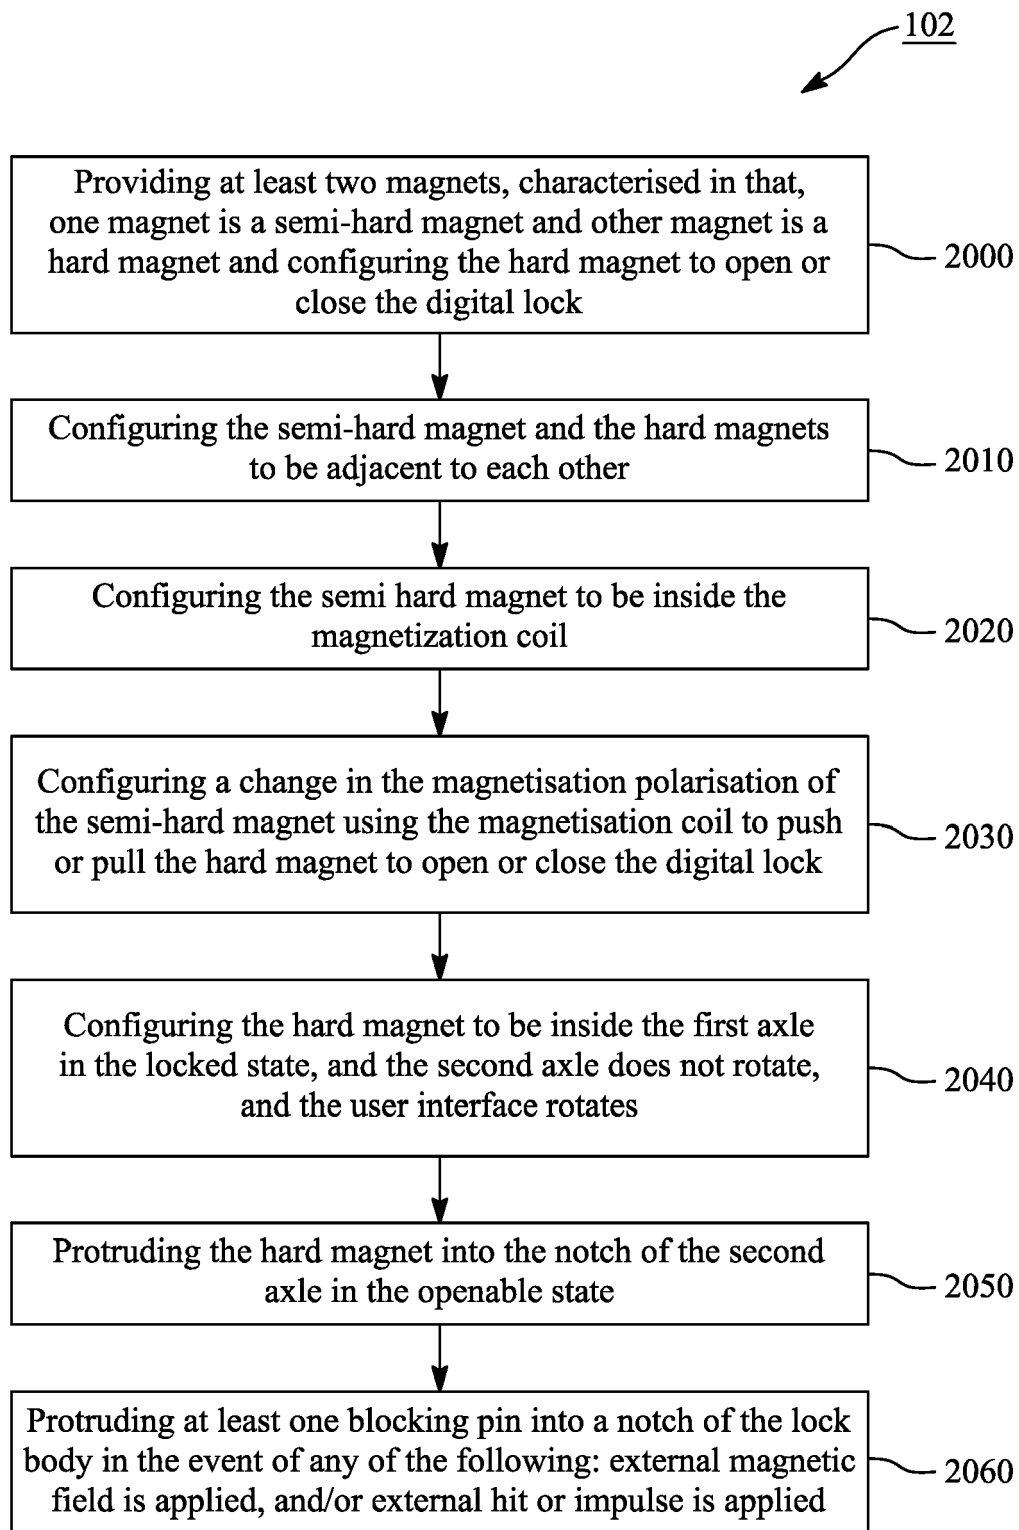 102
Providing at least two magnets, characterised in that,
one magnet is a semi-hard magnet and other magnet is a
hard magnet and configuring the hard magnet to open or
close the digital lock
2000
Configuring the semi-hard magnet and the hard magnets
to be adjacent to each other
2010
Configuring the semi hard magnet to be inside the
magnetization coil
2020
Configuring a change in the magnetisation polarisation of
the semi-hard magnet using the magnetisation coil to push
or pull the hard magnet to open or close the digital lock
2030
Configuring the hard magnet to be inside the first axle
in the locked state, and the second axle does not rotate,
and the user interface rotates
2040
Protruding the hard magnet into the notch of the second
axle in the openable state
2050
Protruding at least one blocking pin into a notch of the lock
body in the event of any of the following: external magnetic
field is applied, and/or external hit or impulse is applied
2060